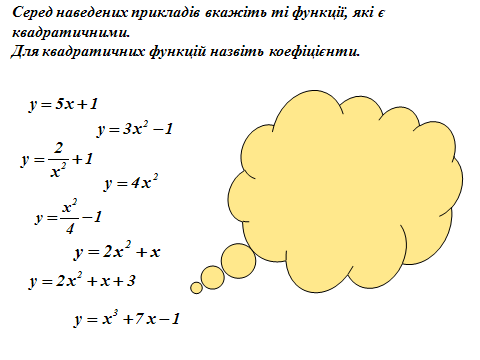 Серед наведених прикладів вкажіть ті функції, які є
квадратичними.
Для квадратичних функцій назвіть коефіцієнти.
y = 5x + 1
y = 3x² − 1
y = 2/x² + 1
y = 4x²
y = x²/4 − 1
y = 2x² + x
y = 2x² + x + 3
y = x³ + 7x − 1